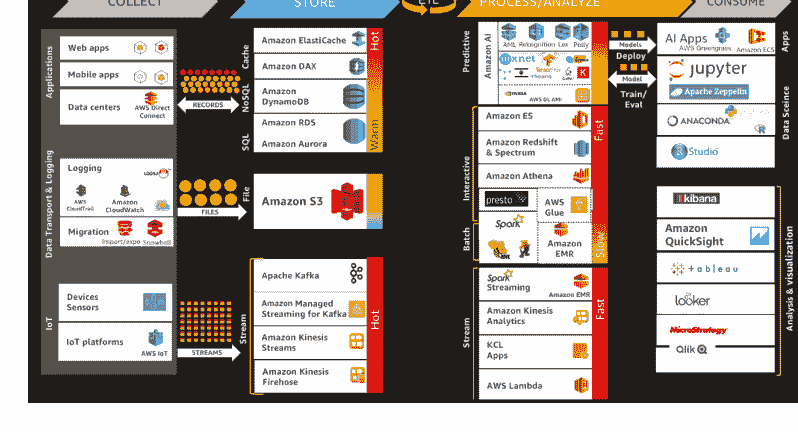 COLLECT
STORE
ETL
PROCESS/ANALYZE
CONSUME
Applications
Web apps
Mobile apps
Data centers
AWS Direct
Connect
RECORDS
Data Transport & Logging
Logging
AWS
CloudTrail
Amazon
CloudWatch
Migration
Import/expo
Snowball
FILES
IoT
Devices
Sensors
IoT platforms
AWS IoT
STREAMS
Cache
NoSQL
SQL
Amazon ElastiCache
Amazon DAX
Amazon
DynamoDB
Amazon RDS
Amazon Aurora
Hot
Warm
File
Amazon S3
Stream
Apache Kafka
Amazon Managed
Streaming for Kafka
Amazon Kinesis
Streams
Amazon Kinesis
Firehose
Hot
Predictive
Amazon AI
AML Rekognition Lex Polly
mxnet
TensorFlow
Theano
Caffe
K
AWS DL AMI
Interactive
Batch
Amazon ES
Amazon Redshift
& Spectrum
Amazon Athena
presto
AWS
Glue
Spark
Amazon
EMR
Fast
Slow
Stream
Spark
Streaming
Amazon EMR
Amazon Kinesis
Analytics
KCL
Apps
AWS Lambda
Fast
Models
Deploy
Model
Train/
Eval
AI Apps
AWS Greengrass
Amazon ECS
Apps
jupyter
Apache Zeppelin
ANACONDA
R
R Studio
Data Sceince
kibana
Amazon
QuickSight
+ableau
looker
MicroStrategy
Qlik Q
Analysis & visualization